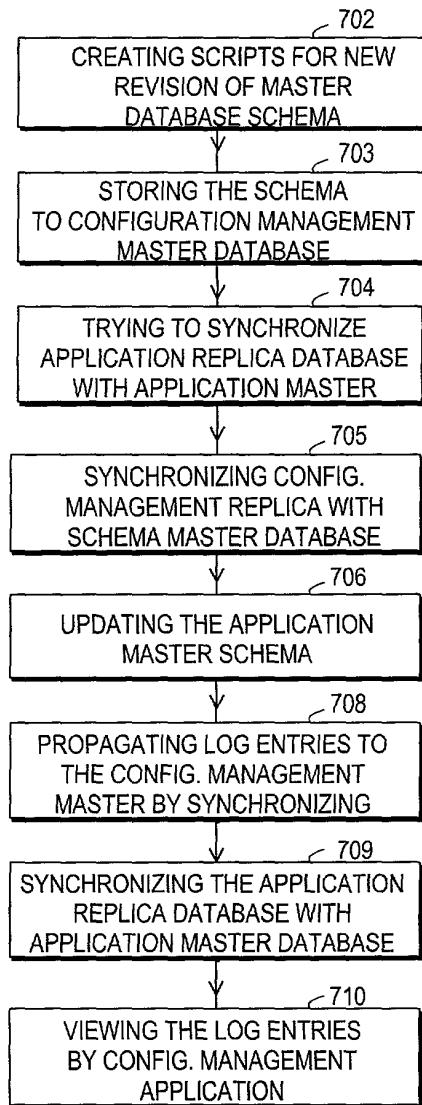 702
CREATING SCRIPTS FOR NEW
REVISION OF MASTER
DATABASE SCHEMA
703
STORING THE SCHEMA
TO CONFIGURATION MANAGEMENT
MASTER DATABASE
704
TRYING TO SYNCHRONIZE
APPLICATION REPLICA DATABASE
WITH APPLICATION MASTER
705
SYNCHRONIZING CONFIG.
MANAGEMENT REPLICA WITH
SCHEMA MASTER DATABASE
706
UPDATING THE APPLICATION
MASTER SCHEMA
708
PROPAGATING LOG ENTRIES TO
THE CONFIG. MANAGEMENT
MASTER BY SYNCHRONIZING
709
SYNCHRONIZING THE APPLICATION
REPLICA DATABASE WITH
APPLICATION MASTER DATABASE
710
VIEWING THE LOG ENTRIES
BY CONFIG. MANAGEMENT
APPLICATION